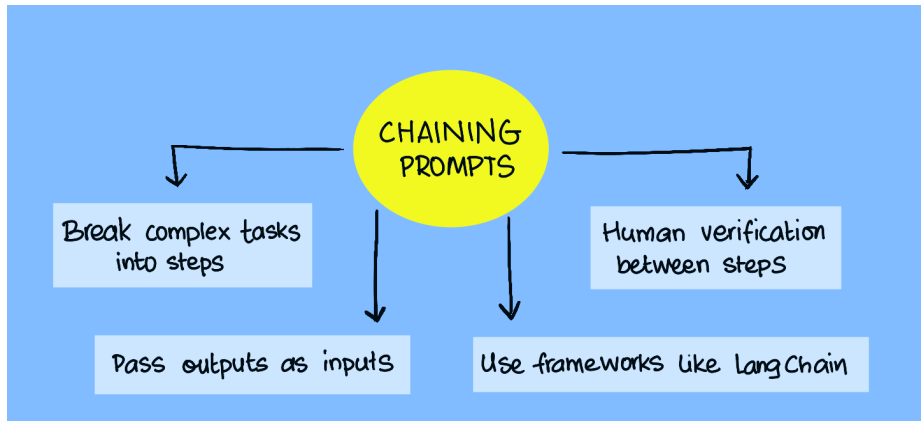 CHAINING
PROMPTS
Break complex tasks
into steps
Human verification
between steps
Pass outputs as inputs
Use frameworks like LangChain